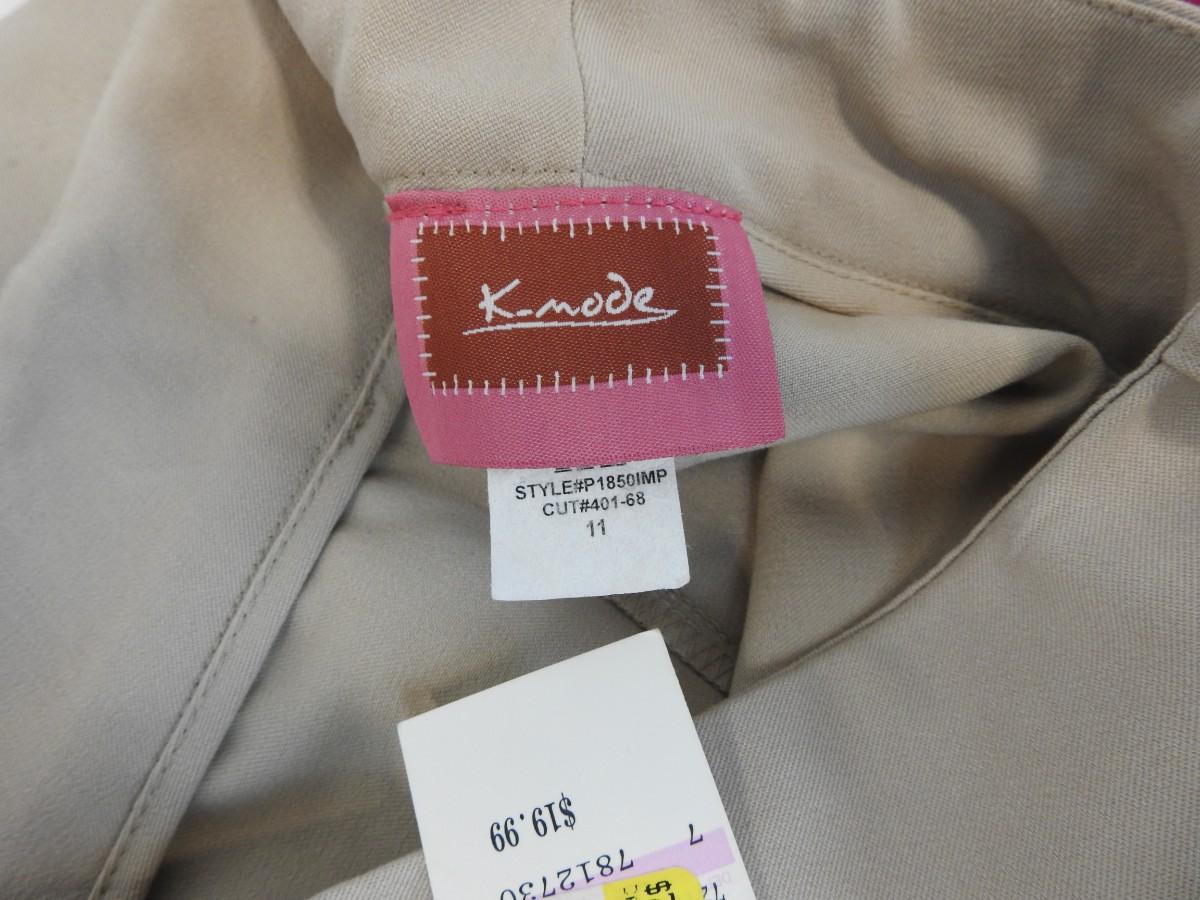 K-mode
STYLE#P1850IMP
CUT#401-68
11
$19.99
7
7812730